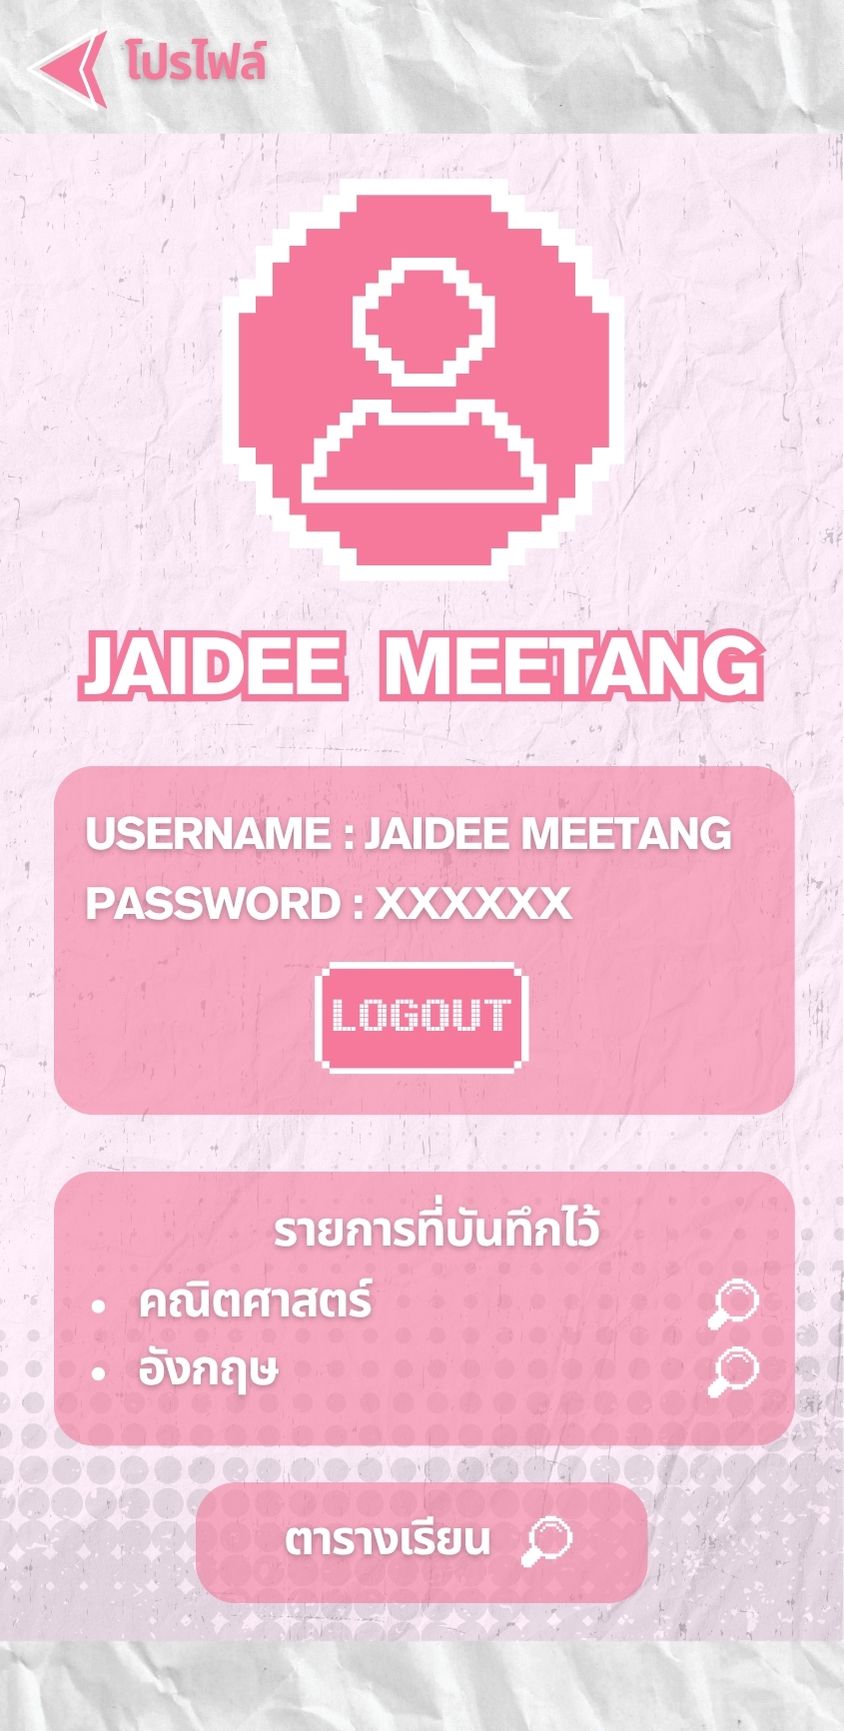 โปรไฟล์
JAIDEE MEETANG
USERNAME : JAIDEE MEETANG
PASSWORD : XXXXXX
LOGOUT
รายการที่บันทึกไว้
• คณิตศาสตร์
• อังกฤษ
ตารางเรียน